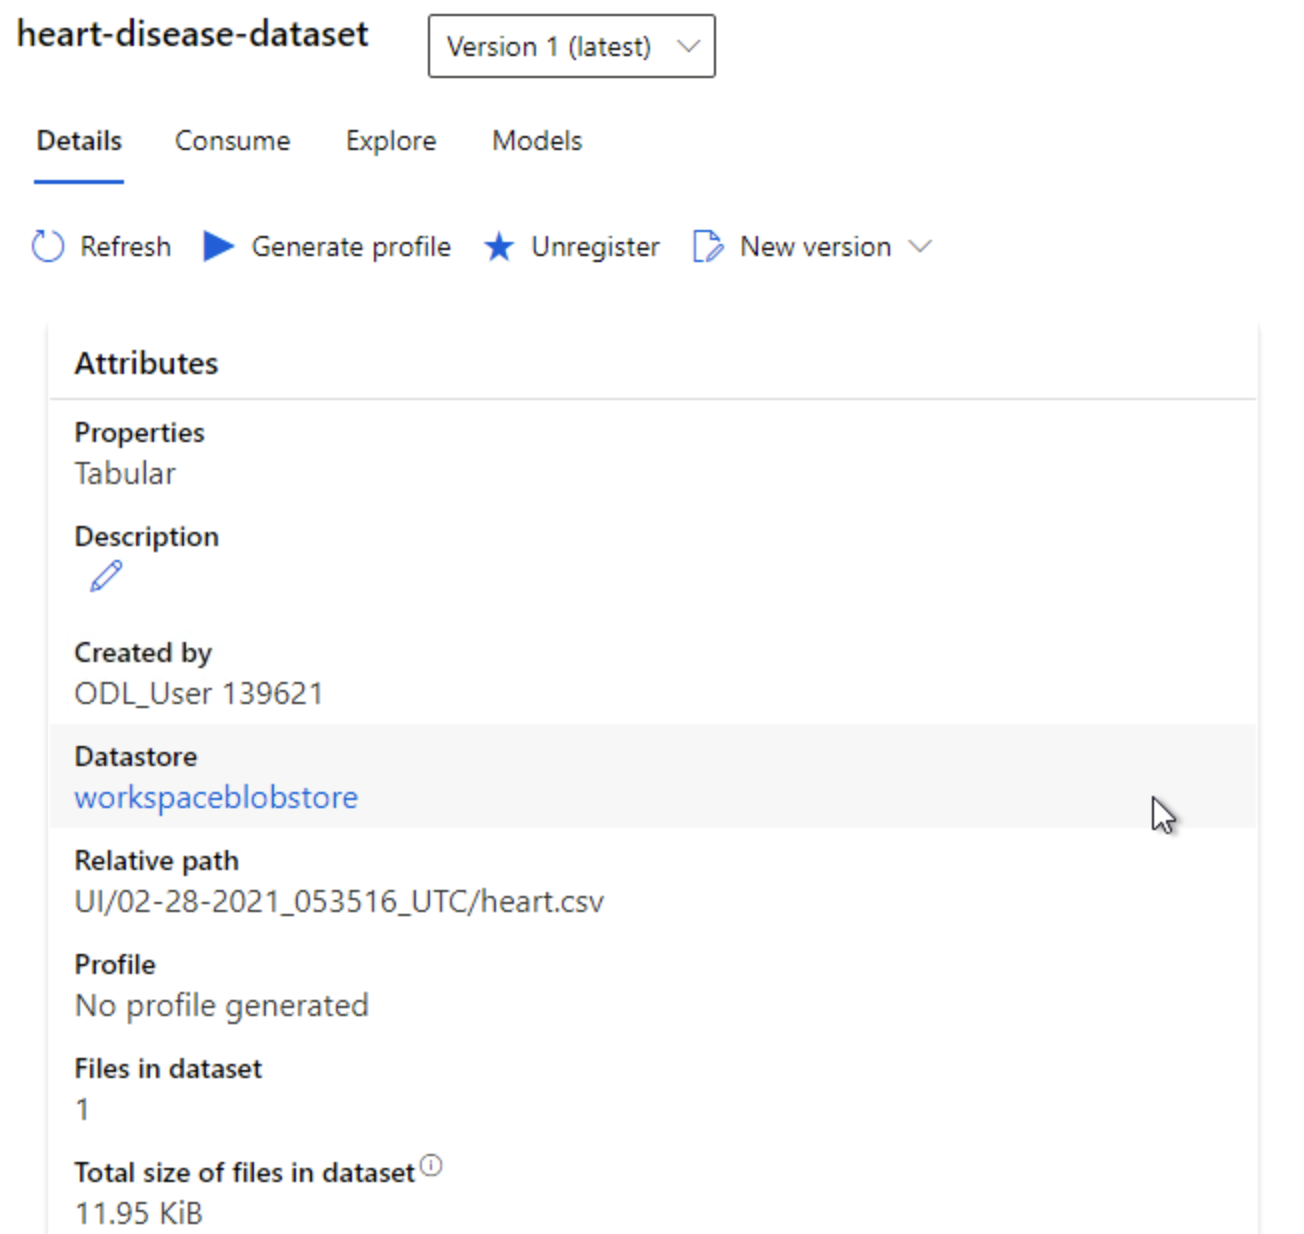 heart-disease-dataset
Version 1 (latest)
Details Consume Explore Models
Refresh Generate profile Unregister New version
Attributes
Properties
Tabular
Description
Created by
ODL_User 139621
Datastore
workspaceblobstore
Relative path
UI/02-28-2021_053516_UTC/heart.csv
Profile
No profile generated
Files in dataset
1
Total size of files in dataset
11.95 KiB